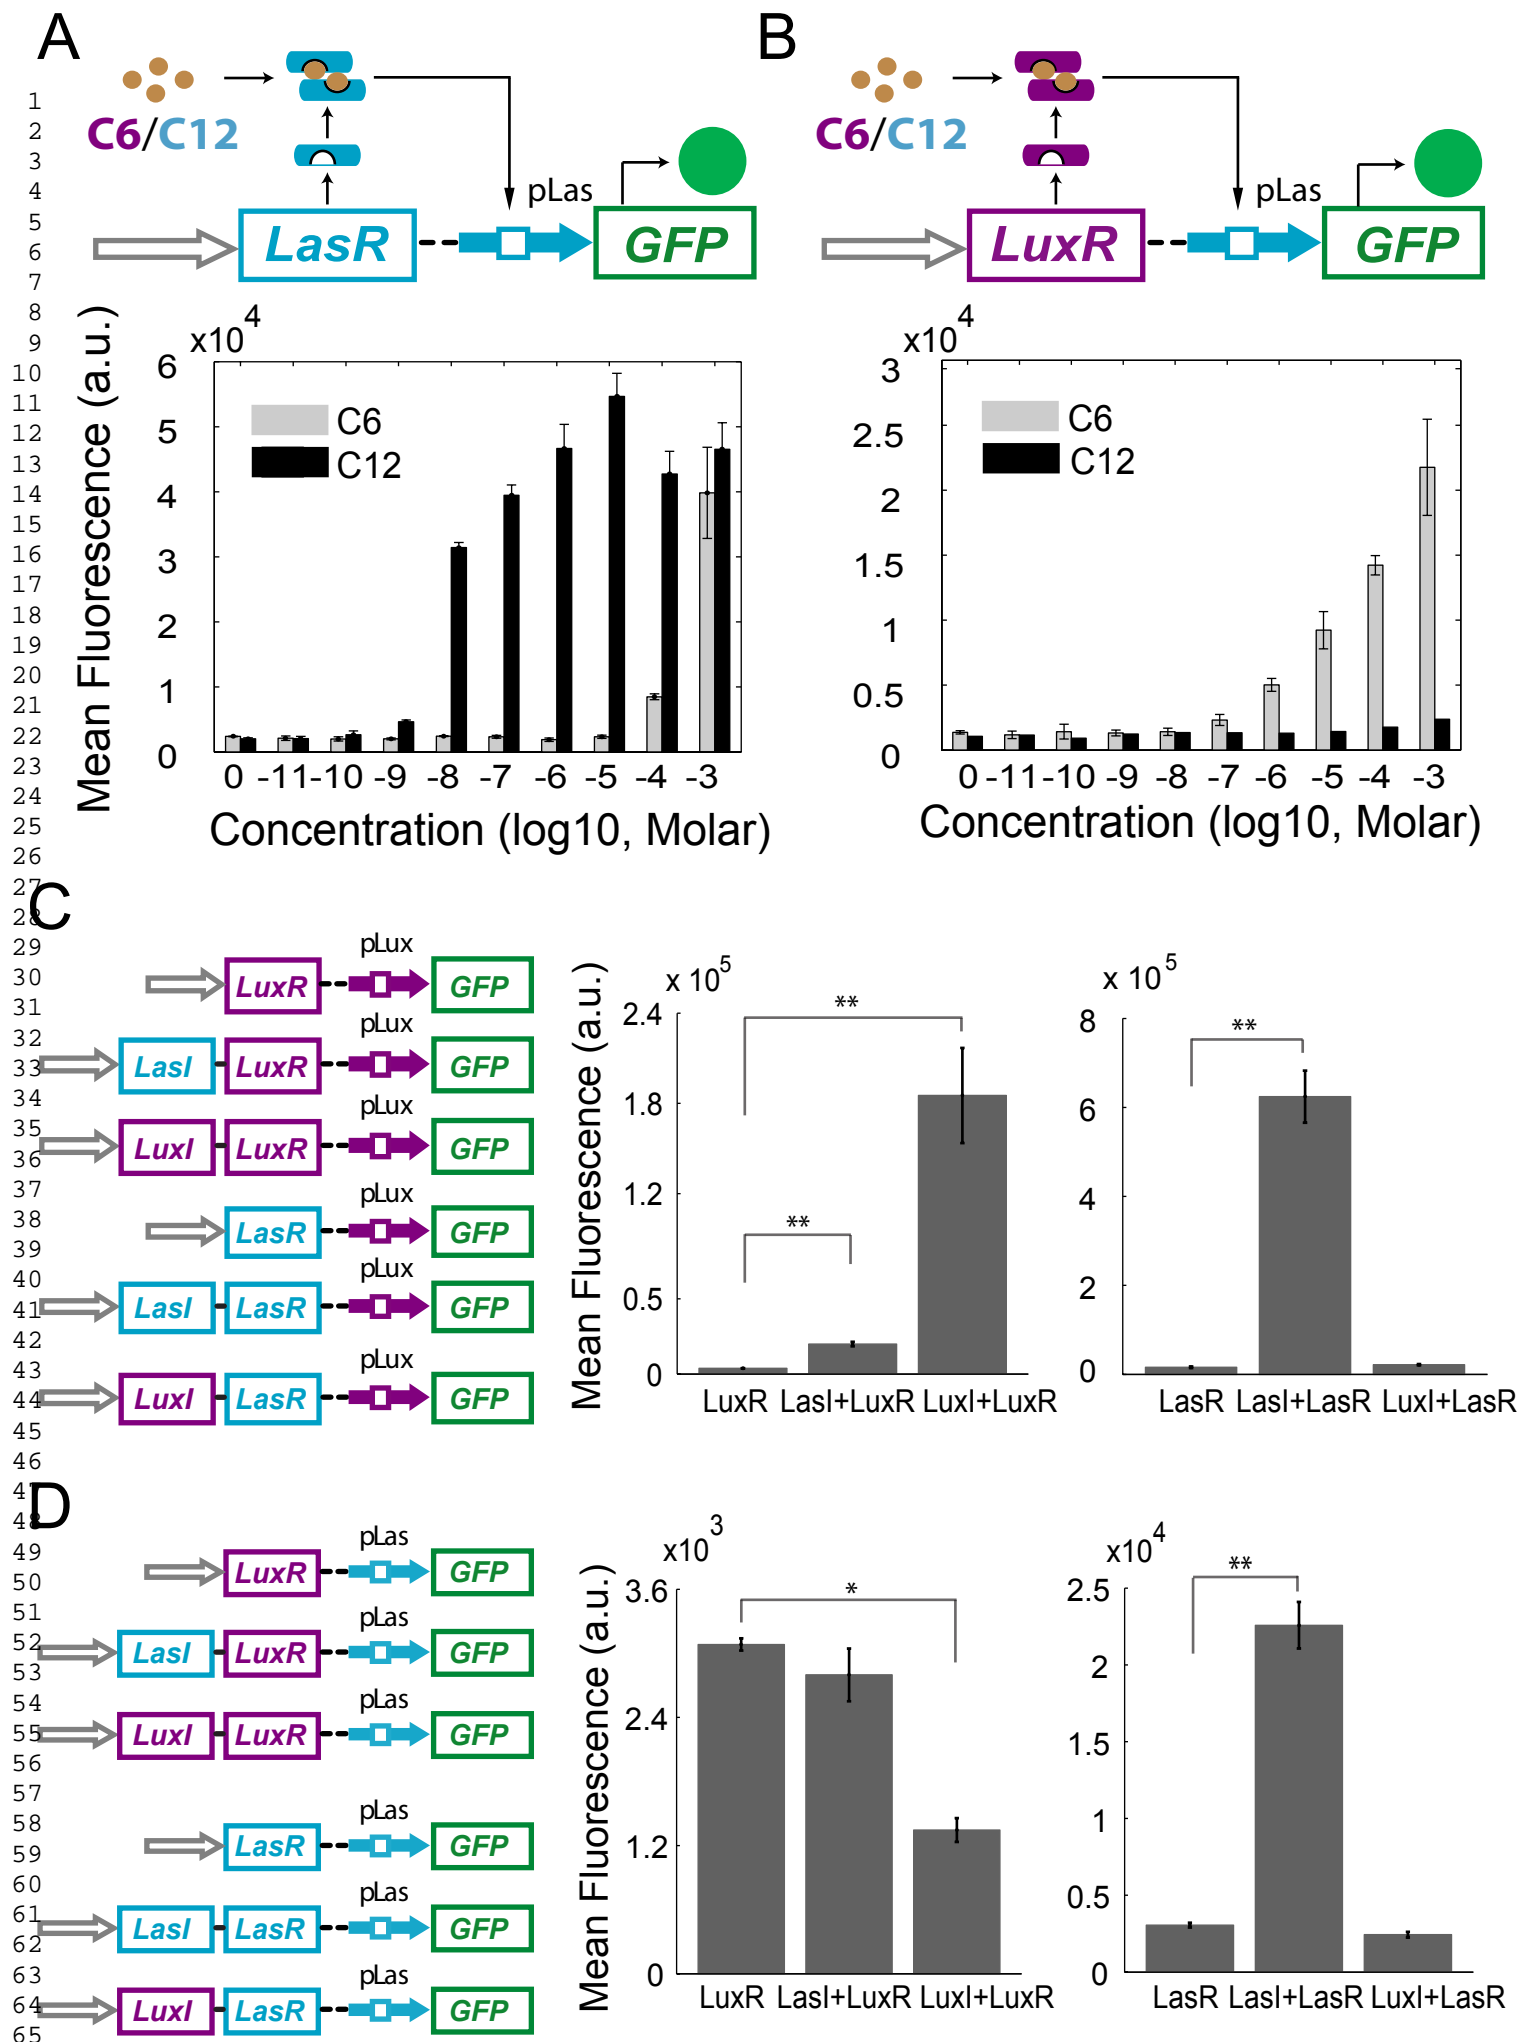 A
B
C6/C12
C6/C12
pLas
pLas
LasR
GFP
LuxR
GFP
1
2
3
4
5
6
7
8
9
10
11
12
13
14
15
16
17
18
19
20
21
22
23
24
25
26
27
28
29
30
31
32
33
34
35
36
37
38
39
40
41
42
43
44
45
46
47
48
49
50
51
52
53
54
55
56
57
58
59
60
61
62
63
64
65
Mean Fluorescence (a.u.)
x10^4
6
5
4
3
2
1
0
C6
C12
0 -11 -10 -9 -8 -7 -6 -5 -4 -3
Concentration (log10, Molar)
x10^4
3
2.5
2
1.5
1
0.5
0
C6
C12
0 -11 -10 -9 -8 -7 -6 -5 -4 -3
Concentration (log10, Molar)
C
pLux
LuxR GFP
pLux
LasI LuxR GFP
pLux
LuxI LuxR GFP
pLux
LasR GFP
pLux
LasI LasR GFP
pLux
LuxI LasR GFP
Mean Fluorescence (a.u.)
x 10^5
2.4
1.8
1.2
0.5
0
**
**
LuxR LasI+LuxR LuxI+LuxR
x 10^5
8
6
4
2
0
**
LasR LasI+LasR LuxI+LasR
D
pLas
LuxR GFP
pLas
LasI LuxR GFP
pLas
LuxI LuxR GFP
pLas
LasR GFP
pLas
LasI LasR GFP
pLas
LuxI LasR GFP
Mean Fluorescence (a.u.)
x10^3
3.6
2.4
1.2
0
*
LuxR LasI+LuxR LuxI+LuxR
x10^4
2.5
2
1.5
1
0.5
0
**
LasR LasI+LasR LuxI+LasR